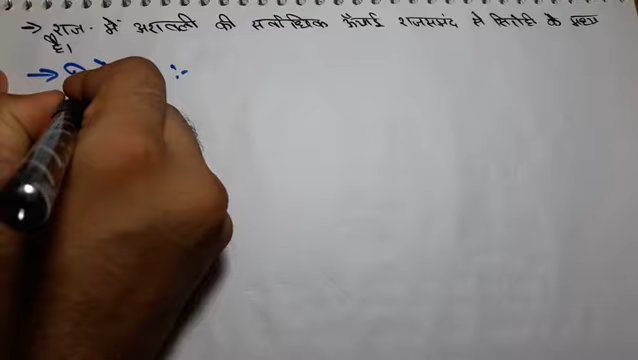 → राज. में अरावली की सर्वाधिक ऊँचाई राजसमंद से सिरोही के मध्य
है।
→